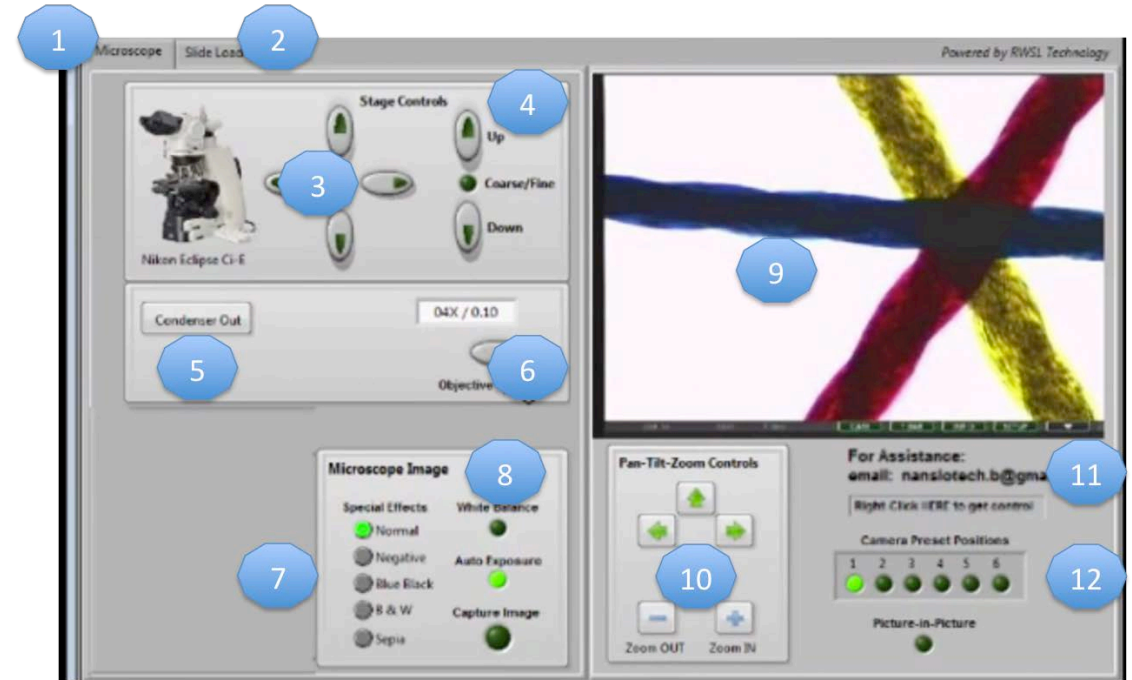 1
2
Microscope
Slide Load
Powered by RWSL Technology
Stage Controls
4
Up
3
Coarse/Fine
Down
Nikon Eclipse Ci-E
9
Condenser Out
04X / 0.10
5
6
Objective
Microscope Image
8
Special Effects
White Balance
Normal
Negative
Auto Exposure
7
Blue Black
B & W
Capture Image
Sepia
Pan-Tilt-Zoom Controls
10
Zoom OUT
Zoom IN
For Assistance:
email: nanslotech.b@gma
11
Right Click HERE to get control
Camera Preset Positions
1 2 3 4 5 6
12
Picture-in-Picture